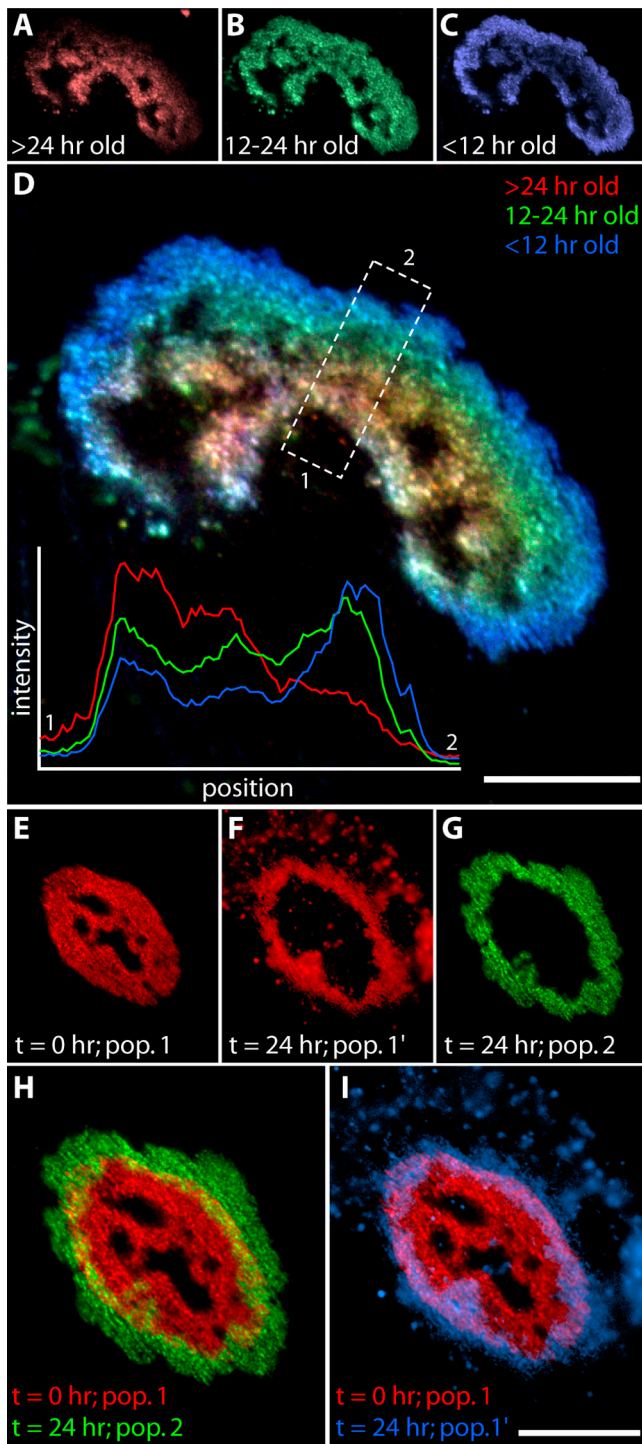 A
>24 hr old
B
12-24 hr old
C
<12 hr old
D
>24 hr old
12-24 hr old
<12 hr old
2
1
intensity
1
2
position
E
t = 0 hr; pop. 1
F
t = 24 hr; pop. 1'
G
t = 24 hr; pop. 2
H
t = 0 hr; pop. 1
t = 24 hr; pop. 2
I
t = 0 hr; pop. 1
t = 24 hr; pop.1'